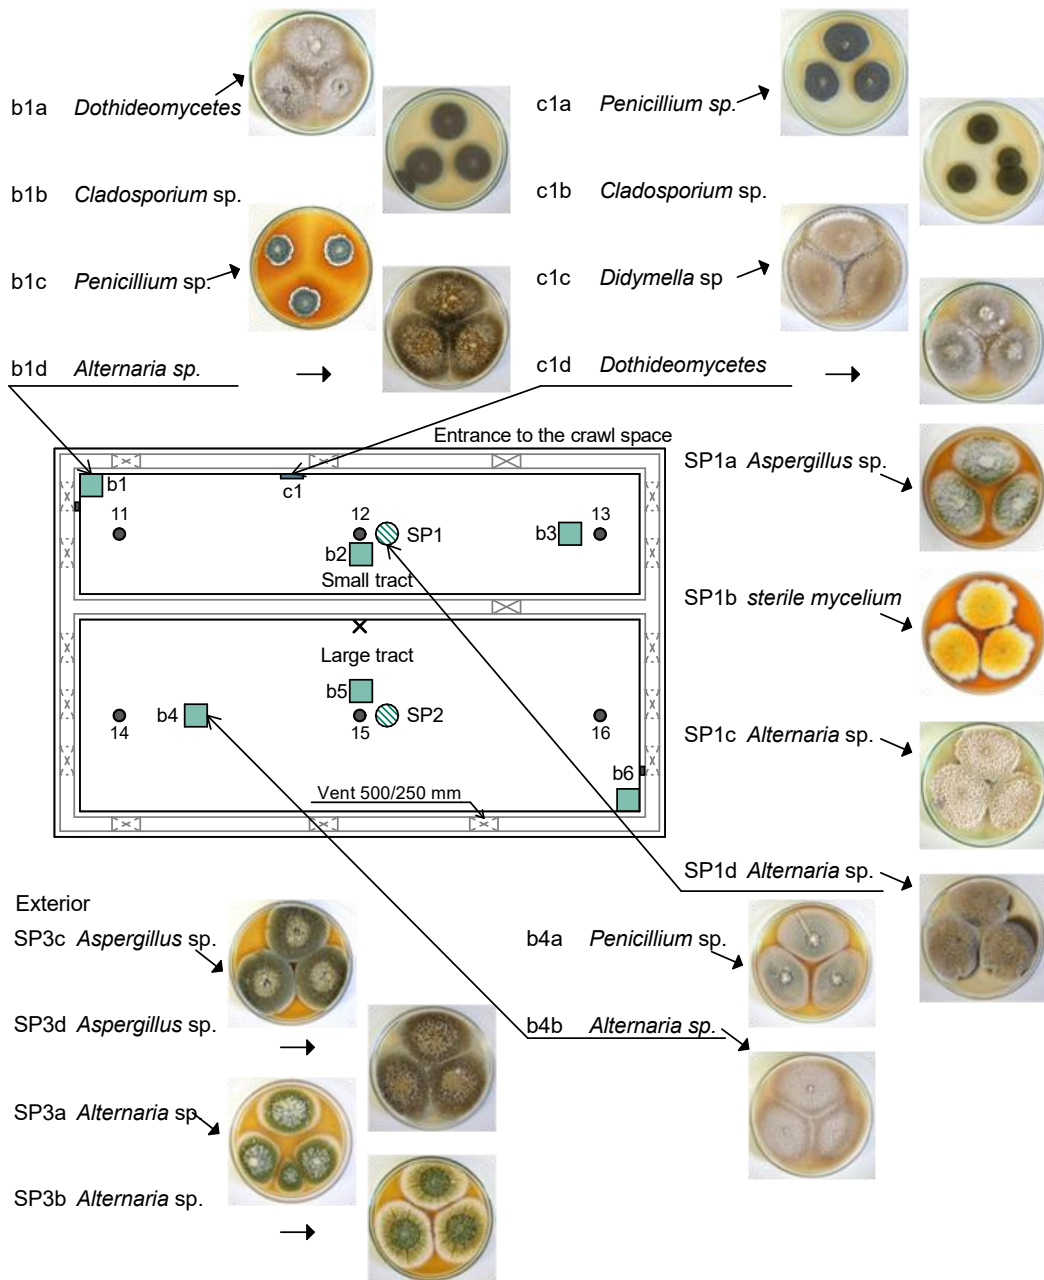 b1a Dothideomycetes
b1b Cladosporium sp.
b1c Penicillium sp.
b1d Alternaria sp.
c1a Penicillium sp.
c1b Cladosporium sp.
c1c Didymella sp
c1d Dothideomycetes
Entrance to the crawl space
b1
c1
11
12
SP1
b2
b3
13
Small tract
Large tract
b5
b4
14
15
SP2
16
b6
Vent 500/250 mm
SP1a Aspergillus sp.
SP1b sterile mycelium
SP1c Alternaria sp.
SP1d Alternaria sp.
Exterior
SP3c Aspergillus sp.
SP3d Aspergillus sp.
SP3a Alternaria sp
SP3b Alternaria sp.
b4a Penicillium sp.
b4b Alternaria sp.